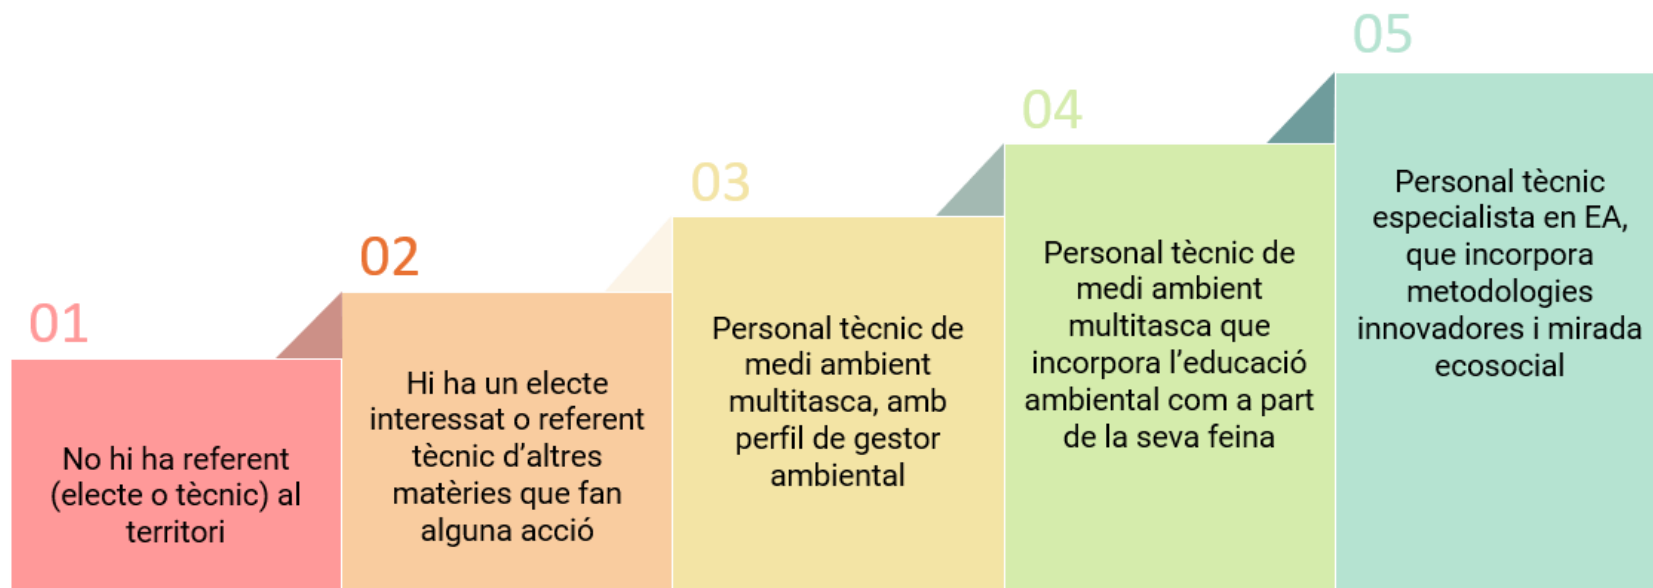 01
No hi ha referent
(electe o tècnic) al
territori
02
Hi ha un electe
interessat o referent
tècnic d’altres
matèries que fan
alguna acció
03
Personal tècnic de
medi ambient
multitasca, amb
perfil de gestor
ambiental
04
Personal tècnic de
medi ambient
multitasca que
incorpora l’educació
ambiental com a part
de la seva feina
05
Personal tècnic
especialista en EA,
que incorpora
metodologies
innovadores i mirada
ecosocial